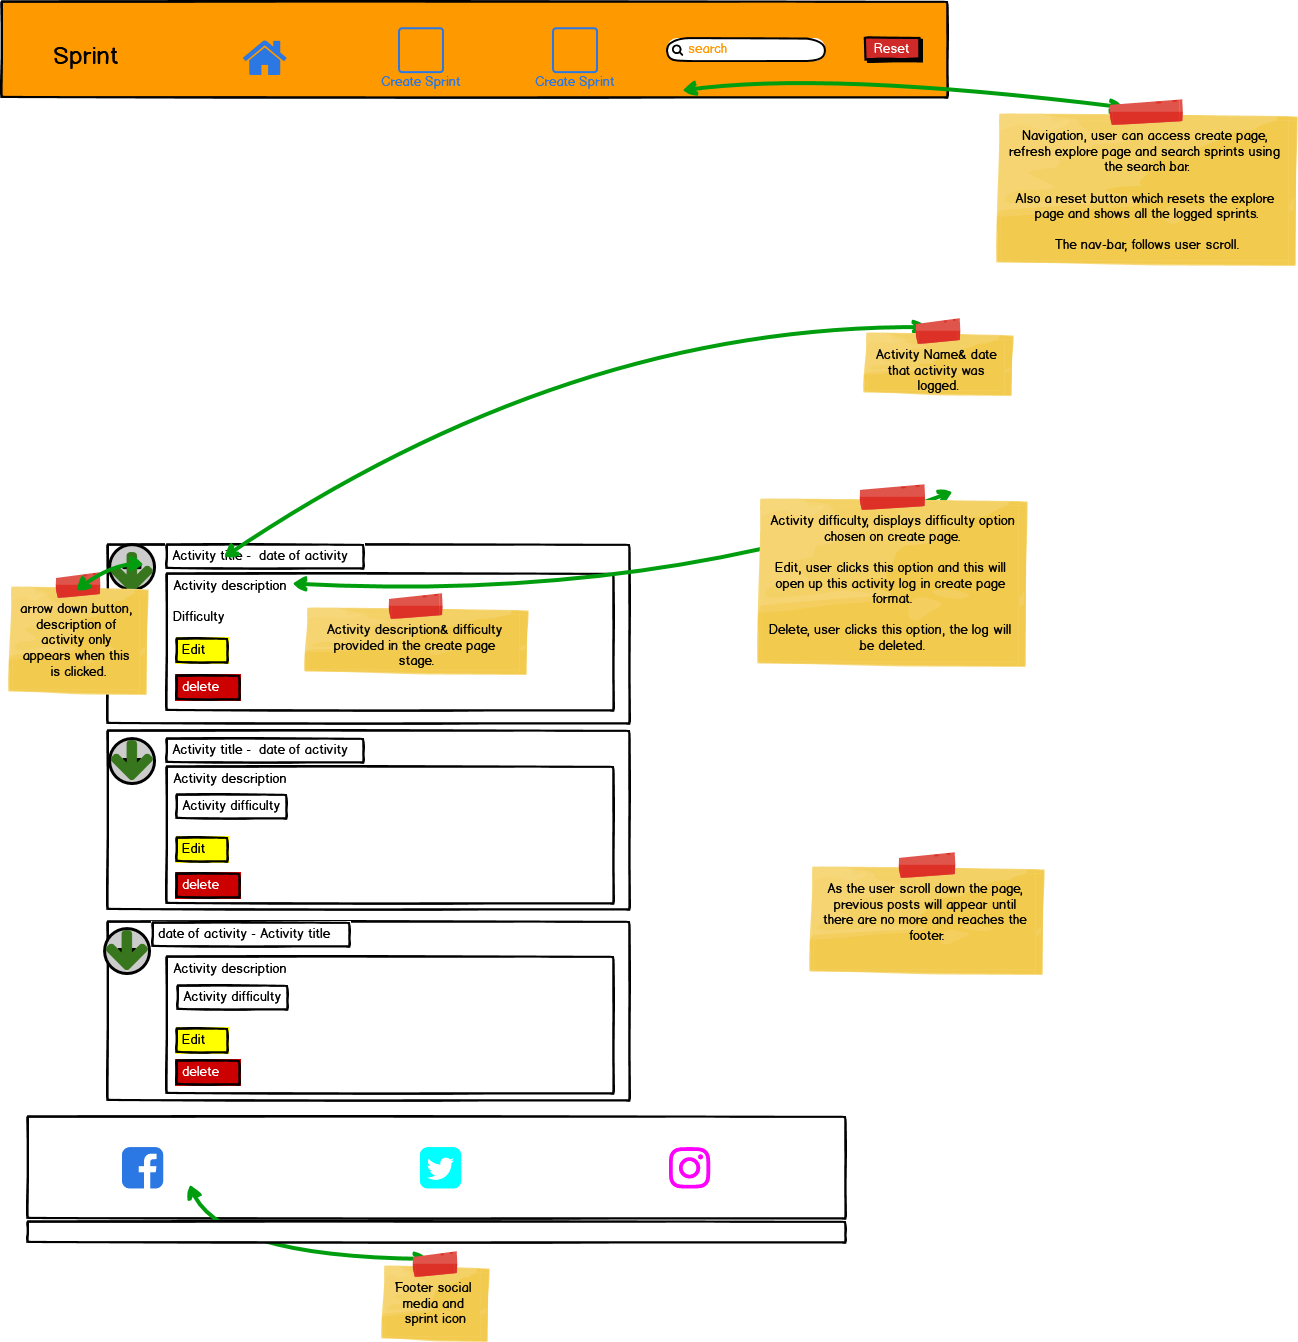 Sprint
Create Sprint
Create Sprint
search
Reset
Navigation, user can access create page,
refresh explore page and search sprints using
the search bar.
Also a reset button which resets the explore
page and shows all the logged sprints.
The nav-bar, follows user scroll.
Activity Name& date
that activity was
logged.
Activity difficulty, displays difficulty option
chosen on create page.
Edit, user clicks this option and this will
open up this activity log in create page
format.
Delete, user clicks this option, the log will
be deleted.
Activity title - date of activity
Activity description
Difficulty
Edit
delete
arrow down button,
description of
activity only
appears when this
is clicked.
Activity description& difficulty
provided in the create page
stage.
Activity title - date of activity
Activity description
Activity difficulty
Edit
delete
As the user scroll down the page,
previous posts will appear until
there are no more and reaches the
footer.
date of activity - Activity title
Activity description
Activity difficulty
Edit
delete
Footer social
media and
sprint icon